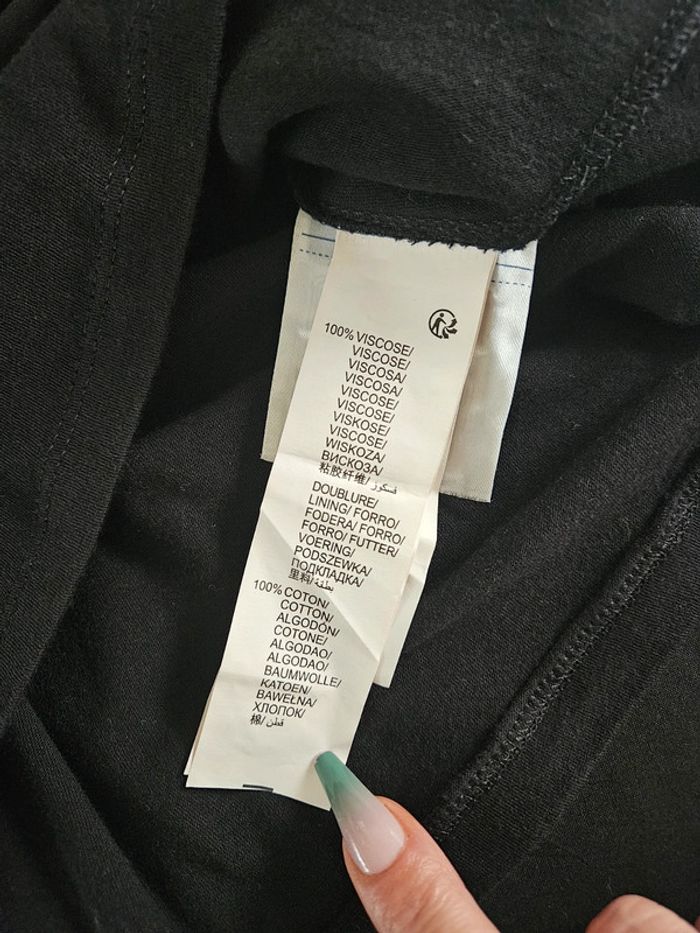 100% VISCOSE/
VISCOSE/
VISCOSA/
VISCOSA/
VISCOSE/
VISCOSE/
VISKOSE/
VISCOSE/
WISKOZA/
ВИСКОЗА/
粘胶纤维/ فسكوز
DOUBLURE/
LINING/ FORRO/
FODERA/ FORRO/
FORRO/ FUTTER/
VOERING/
PODSZEWKA/
ПОДКЛАДКА/
里料/ بطانة
100% COTON/
COTTON/
ALGODÓN/
COTONE/
ALGODAO/
ALGODAO/
BAUMWOLLE/
KATOEN/
BAWEŁNA/
ХЛОПОК/
棉/ قطن